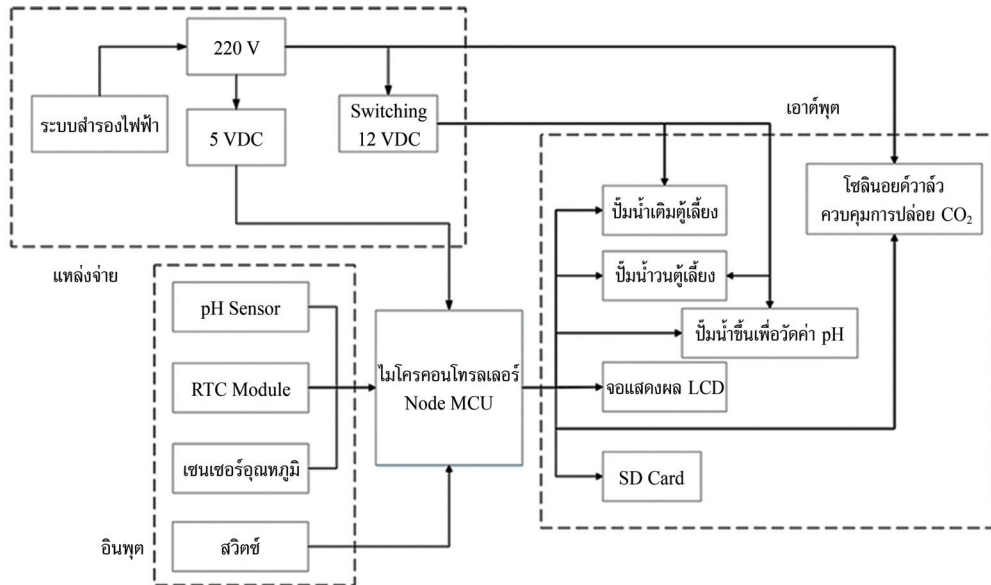 220 V
ระบบสำรองไฟฟ้า
5 VDC
Switching
12 VDC
แหล่งจ่าย
เอาต์พุต
โซลินอยด์วาล์ว
ควบคุมการปล่อย CO₂
ปั๊มน้ำเติมตู้เลี้ยง
ปั๊มน้ำวนตู้เลี้ยง
ปั๊มน้ำขึ้นเพื่อวัดค่า pH
pH Sensor
RTC Module
เซนเซอร์อุณหภูมิ
สวิตซ์
อินพุต
ไมโครคอนโทรลเลอร์
Node MCU
จอแสดงผล LCD
SD Card